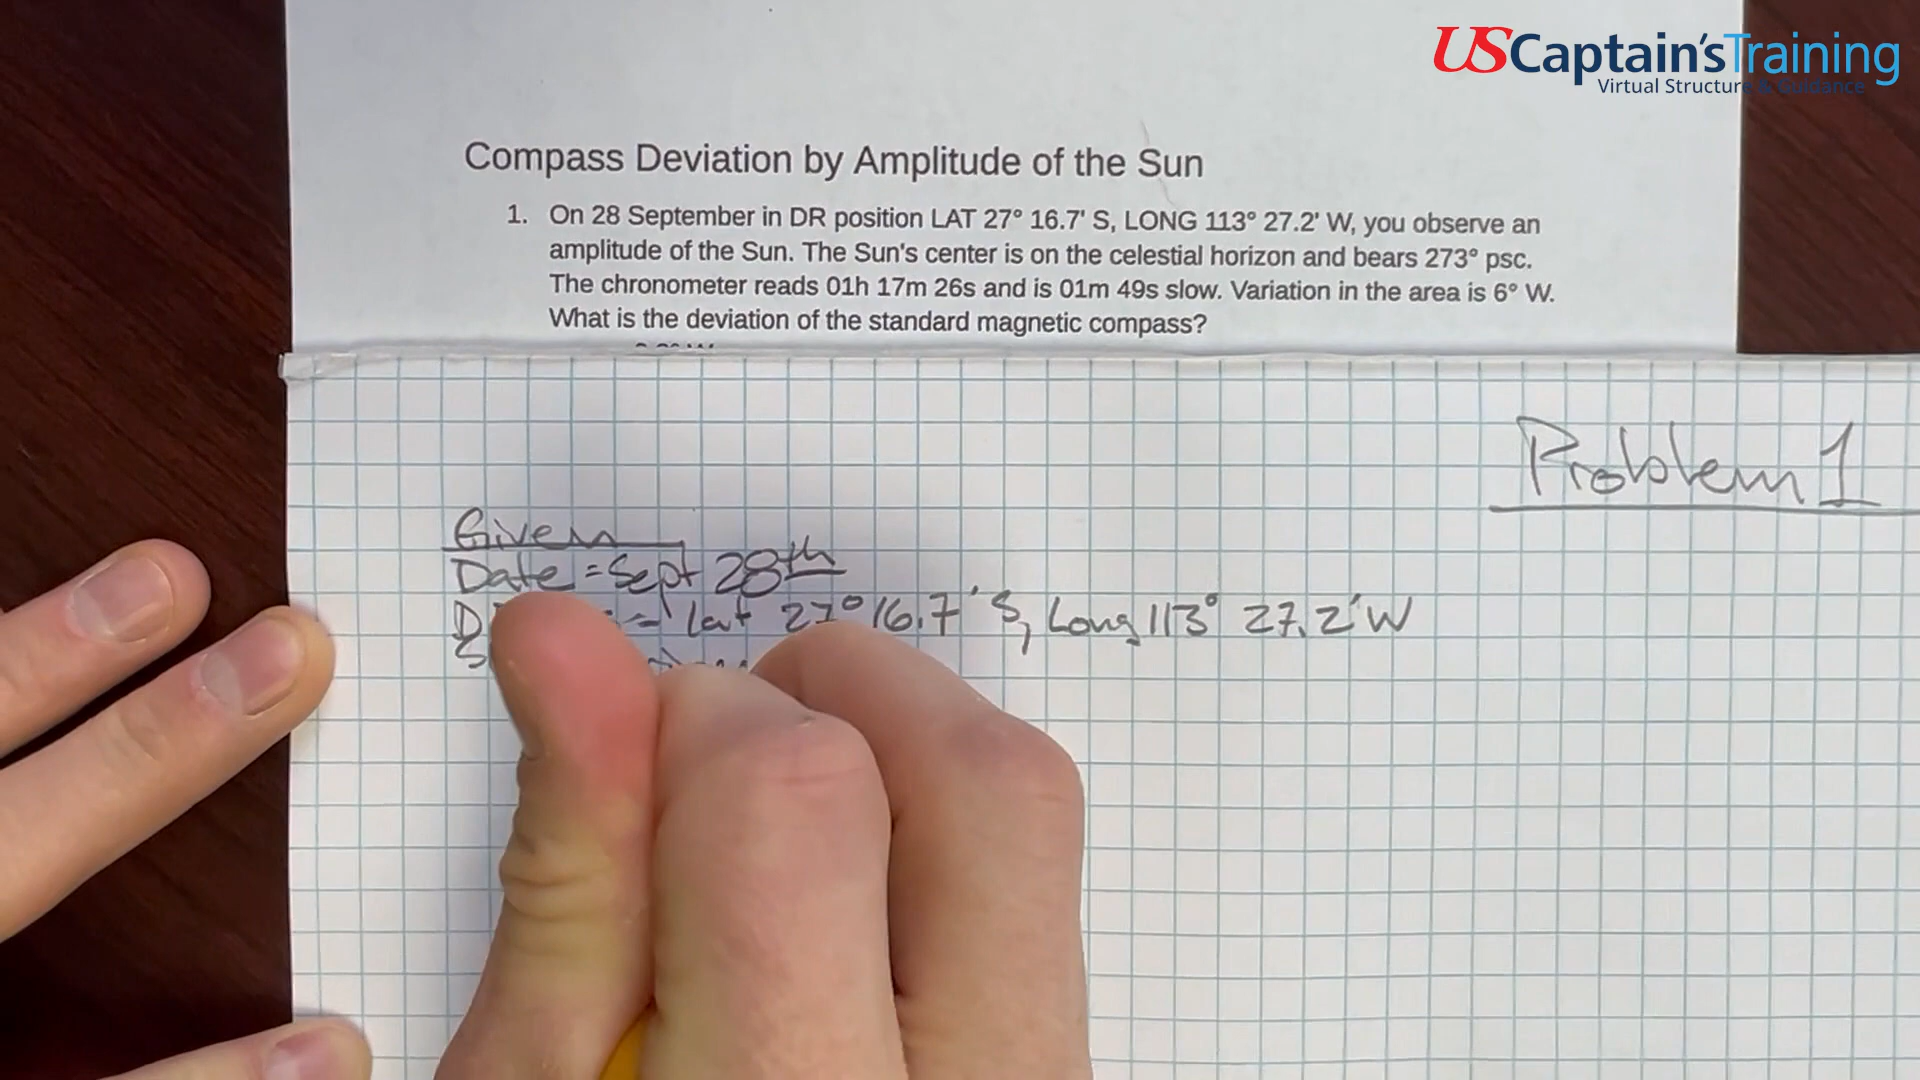 USCaptain'sTraining
Virtual Structure & Guidance
Compass Deviation by Amplitude of the Sun
1. On 28 September in DR position LAT 27° 16.7' S, LONG 113° 27.2' W, you observe an
amplitude of the Sun. The Sun's center is on the celestial horizon and bears 273° psc.
The chronometer reads 01h 17m 26s and is 01m 49s slow. Variation in the area is 6° W.
What is the deviation of the standard magnetic compass?
Problem 1
Given
Date = Sept 28th
= Lat 27° 16.7' S, Long 113° 27.2' W